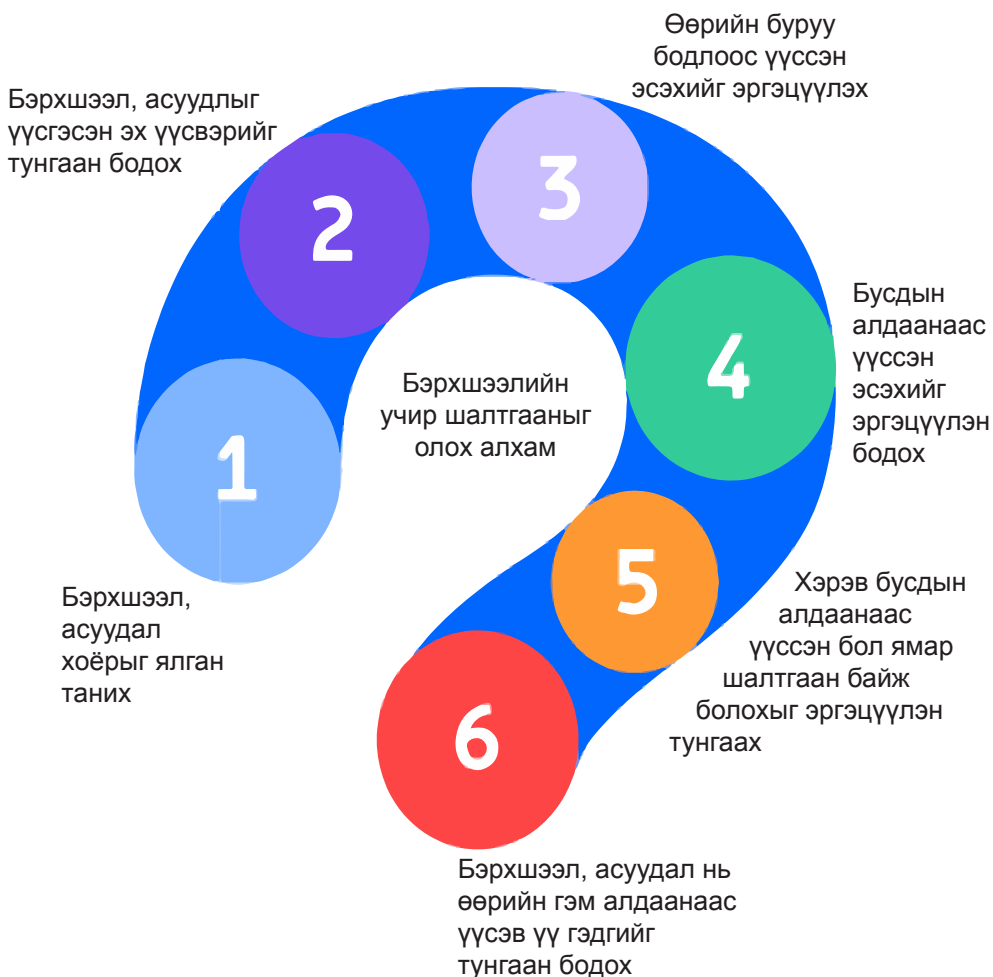 Бэрхшээлийн
учир шалтгааныг
олох алхам
1
Бэрхшээл,
асуудал
хоёрыг ялган
таних
2
Бэрхшээл, асуудлыг
үүсгэсэн эх үүсвэрийг
тунгаан бодох
3
Өөрийн буруу
бодлоос үүссэн
эсэхийг эргэцүүлэх
4
Бусдын
алдаанаас
үүссэн
эсэхийг
эргэцүүлэн
бодох
5
Хэрэв бусдын
алдаанаас
үүссэн бол ямар
шалтгаан байж
болохыг эргэцүүлэн
тунгаах
6
Бэрхшээл, асуудал нь
өөрийн гэм алдаанаас
үүсэв үү гэдгийг
тунгаан бодох